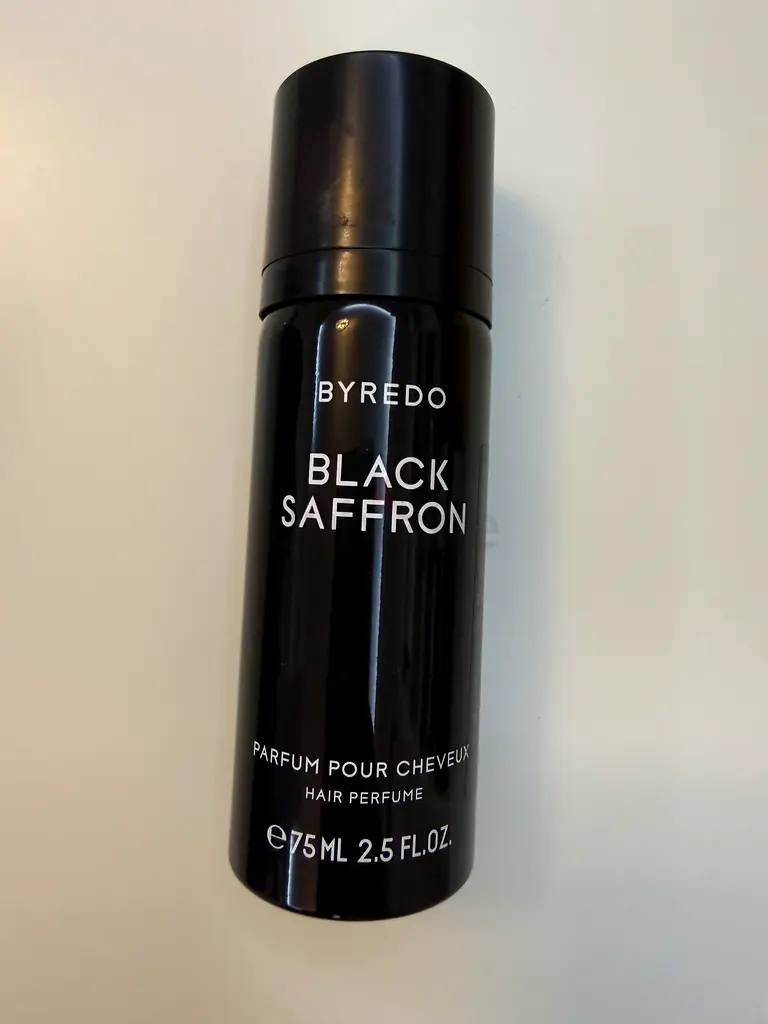 BYREDO
BLACK
SAFFRON
PARFUM POUR CHEVEUX
HAIR PERFUME
℮75ML 2.5 FL.OZ.